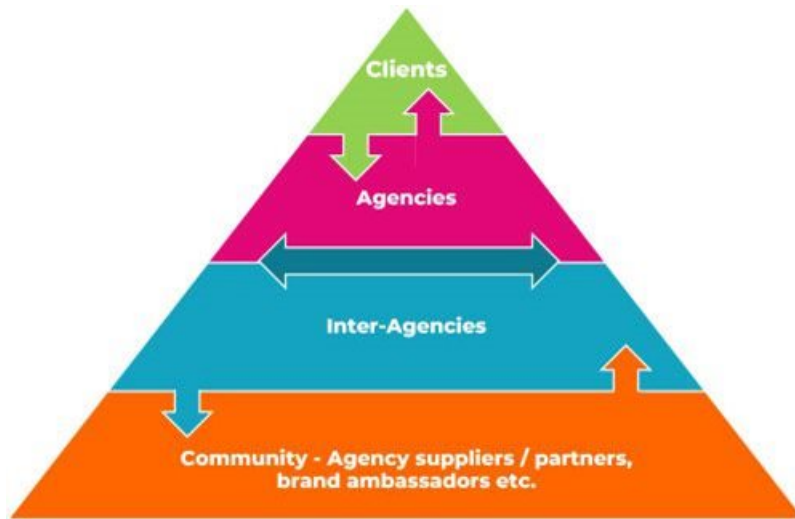 Clients
Agencies
Inter-Agencies
Community - Agency suppliers / partners,
brand ambassadors etc.